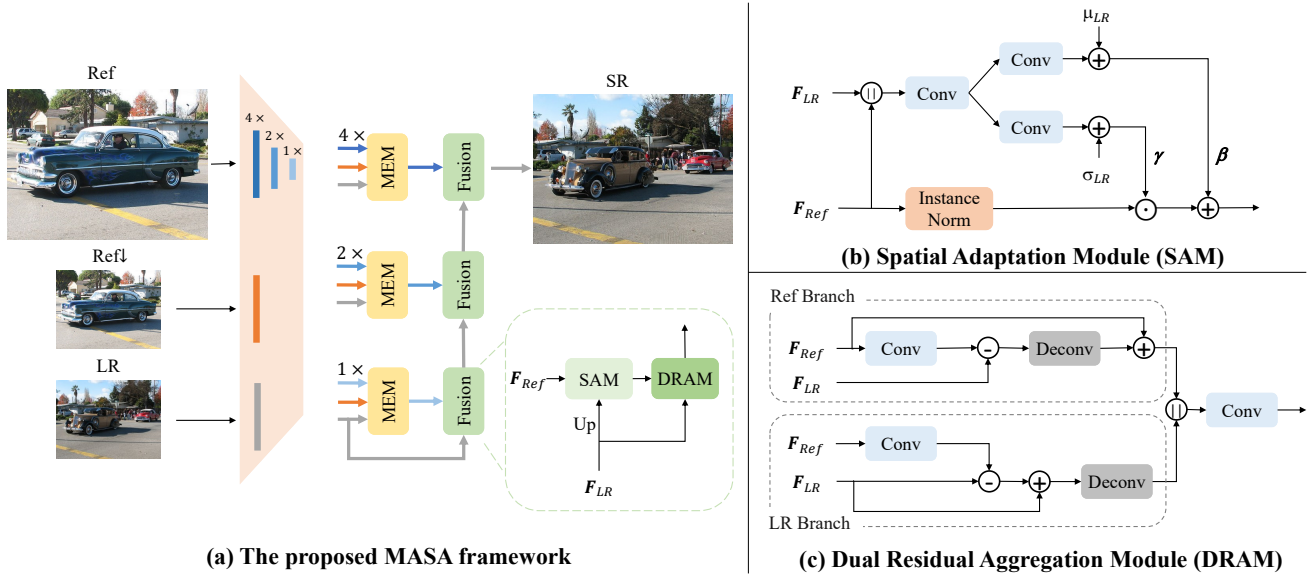 Ref
4 ×
2 ×
1 ×
Ref↓
LR
4 ×
MEM
Fusion
SR
2 ×
MEM
Fusion
1 ×
MEM
Fusion
F_Ref
SAM
DRAM
Up
F_LR
(a) The proposed MASA framework
μ_LR
Conv
F_LR
||
Conv
Conv
σ_LR
γ
β
F_Ref
Instance
Norm
(b) Spatial Adaptation Module (SAM)
Ref Branch
F_Ref
Conv
-
Deconv
+
F_LR
||
Conv
F_Ref
Conv
F_LR
-
+
Deconv
LR Branch
(c) Dual Residual Aggregation Module (DRAM)